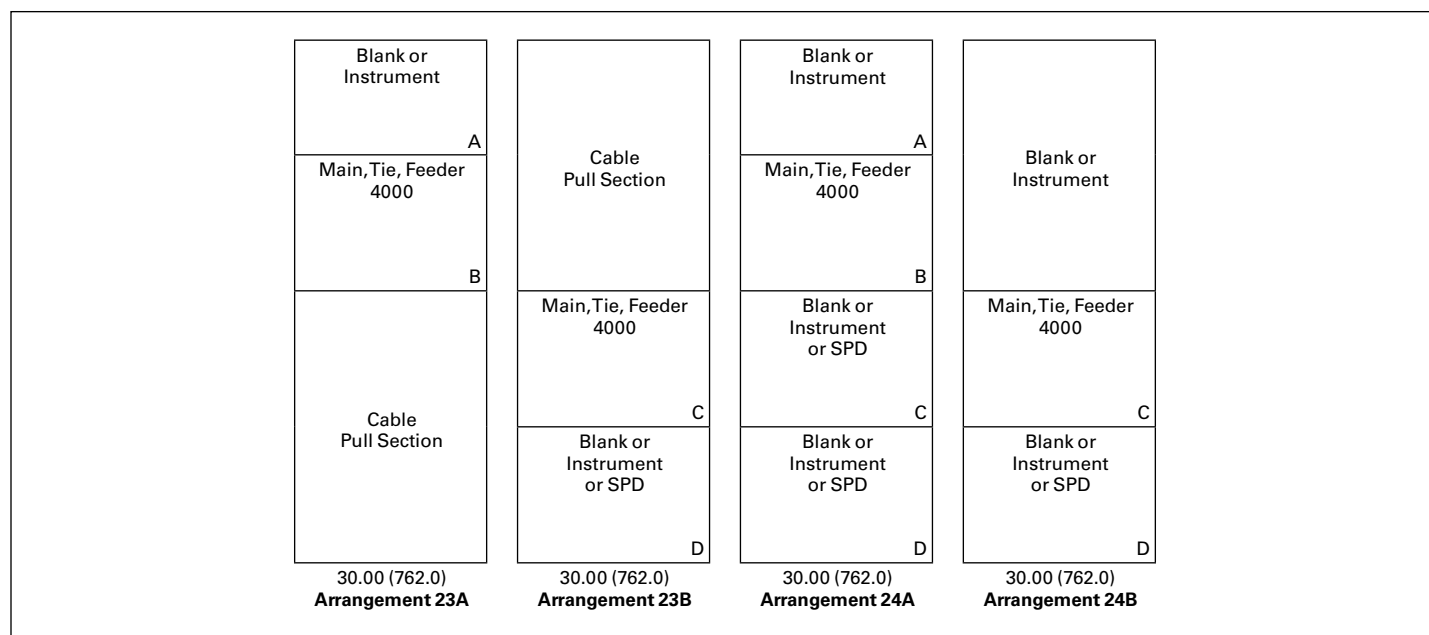 Blank or
Instrument
A
Main, Tie, Feeder
4000
B
Cable
Pull Section
30.00 (762.0)
Arrangement 23A
Cable
Pull Section
Main, Tie, Feeder
4000
C
Blank or
Instrument
or SPD
D
30.00 (762.0)
Arrangement 23B
Blank or
Instrument
A
Main, Tie, Feeder
4000
B
Blank or
Instrument
or SPD
C
Blank or
Instrument
or SPD
D
30.00 (762.0)
Arrangement 24A
Blank or
Instrument
Main, Tie, Feeder
4000
C
Blank or
Instrument
or SPD
D
30.00 (762.0)
Arrangement 24B